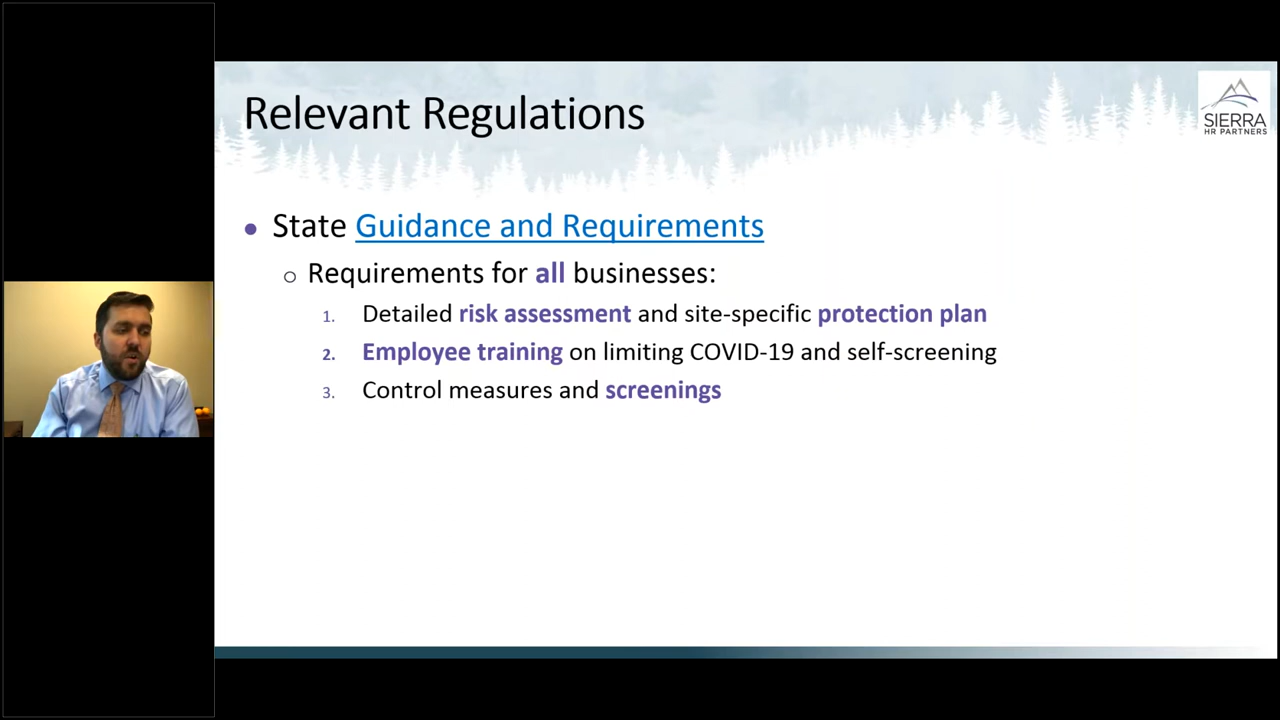 Relevant Regulations
SIERRA
HR PARTNERS
• State Guidance and Requirements
o Requirements for all businesses:
1. Detailed risk assessment and site-specific protection plan
2. Employee training on limiting COVID-19 and self-screening
3. Control measures and screenings